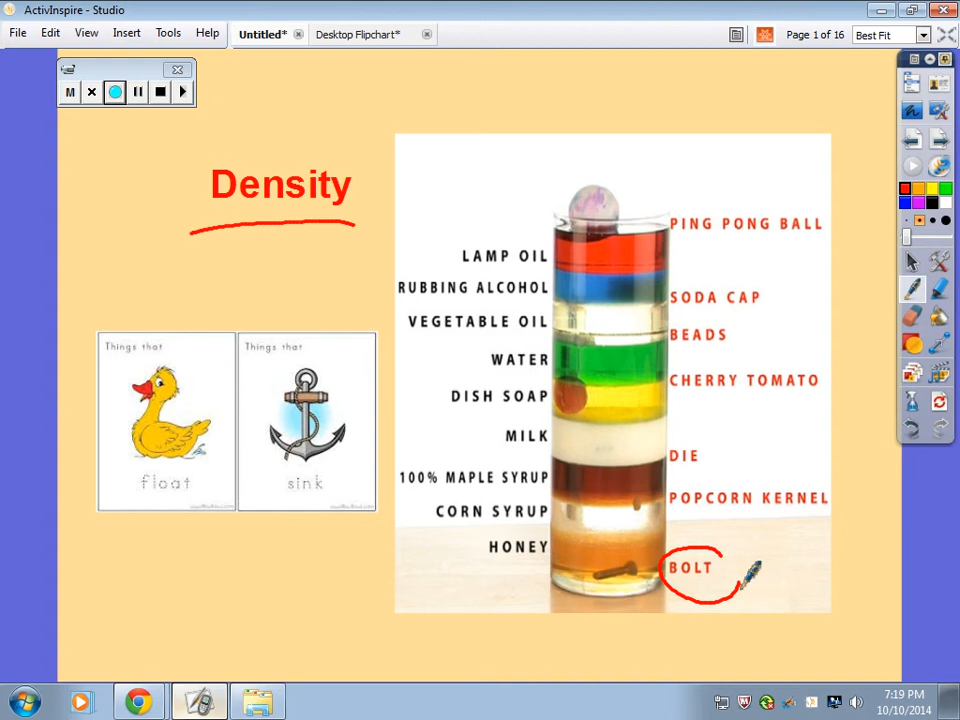 ActivInspire - Studio
File Edit View Insert Tools Help
Untitled*
Desktop Flipchart*
Page 1 of 16
Best Fit
M
Density
Things that
float
Things that
sink
LAMP OIL
RUBBING ALCOHOL
VEGETABLE OIL
WATER
DISH SOAP
MILK
100% MAPLE SYRUP
CORN SYRUP
HONEY
PING PONG BALL
SODA CAP
BEADS
CHERRY TOMATO
DIE
POPCORN KERNEL
BOLT
7:19 PM
10/10/2014